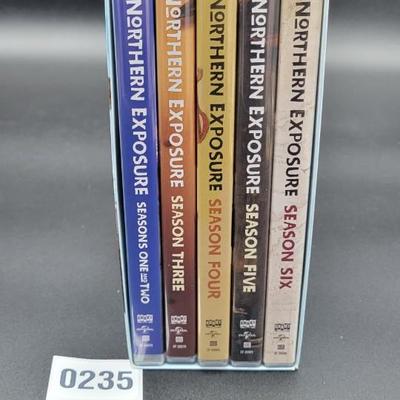 NORTHERN EXPOSURE SEASONS ONE AND TWO
NORTHERN EXPOSURE SEASON THREE
NORTHERN EXPOSURE SEASON FOUR
NORTHERN EXPOSURE SEASON FIVE
NORTHERN EXPOSURE SEASON SIX
0235